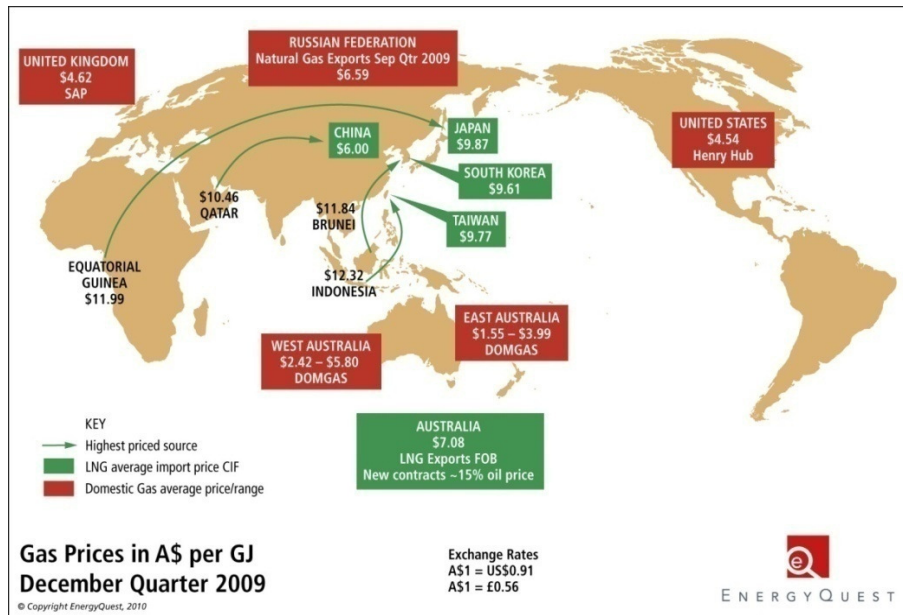 UNITED KINGDOM
$4.62
SAP
RUSSIAN FEDERATION
Natural Gas Exports Sep Qtr 2009
$6.59
CHINA
$6.00
JAPAN
$9.87
SOUTH KOREA
$9.61
TAIWAN
$9.77
UNITED STATES
$4.54
Henry Hub
$10.46
QATAR
$11.84
BRUNEI
EQUATORIAL
GUINEA
$11.99
$12.32
INDONESIA
WEST AUSTRALIA
$2.42 – $5.80
DOMGAS
EAST AUSTRALIA
$1.55 – $3.99
DOMGAS
AUSTRALIA
$7.08
LNG Exports FOB
New contracts ~15% oil price
KEY
Highest priced source
LNG average import price CIF
Domestic Gas average price/range
Gas Prices in A$ per GJ
December Quarter 2009
© Copyright EnergyQuest, 2010
Exchange Rates
A$1 = US$0.91
A$1 = £0.56
e
ENERGYQUEST